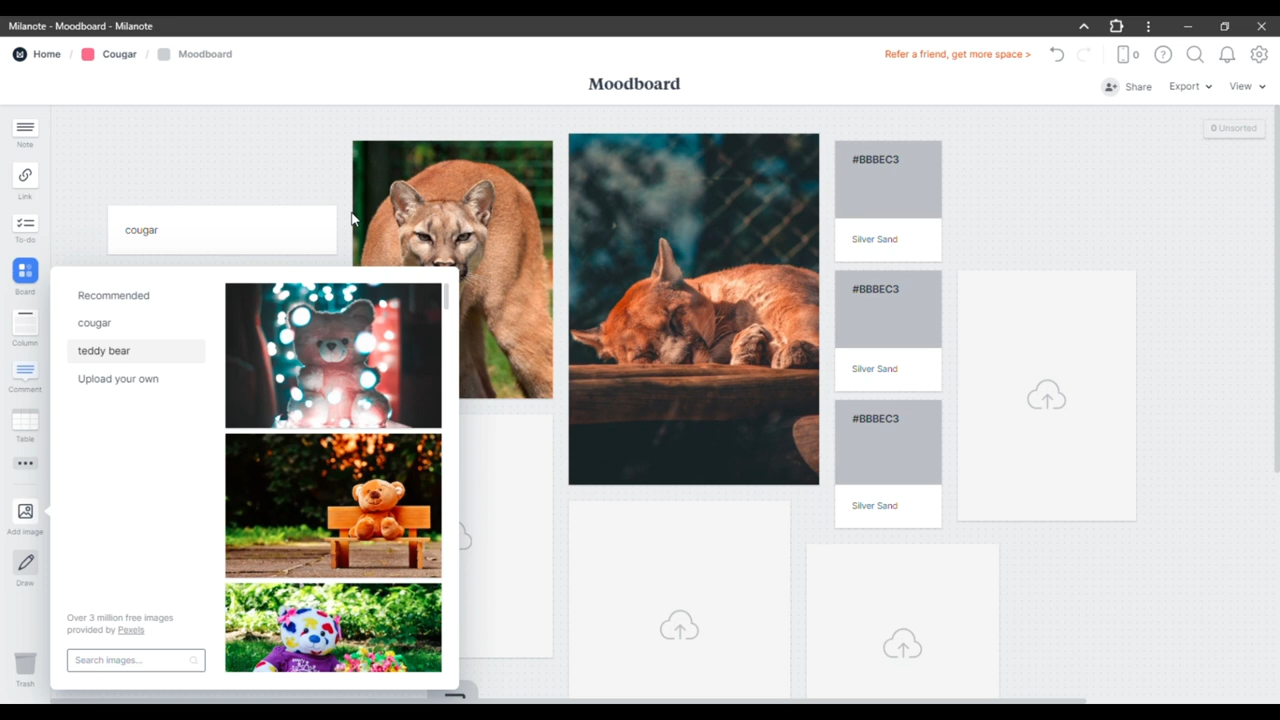 Milanote - Moodboard - Milanote
Home / Cougar / Moodboard
Refer a friend, get more space >
0
Moodboard
Share
Export
View
0 Unsorted
Note
Link
To-do
Board
Column
Comment
Table
Add image
Draw
Trash
cougar
Recommended
cougar
teddy bear
Upload your own
Over 3 million free images
provided by Pexels
Search images...
#BBBEC3
Silver Sand
#BBBEC3
Silver Sand
#BBBEC3
Silver Sand